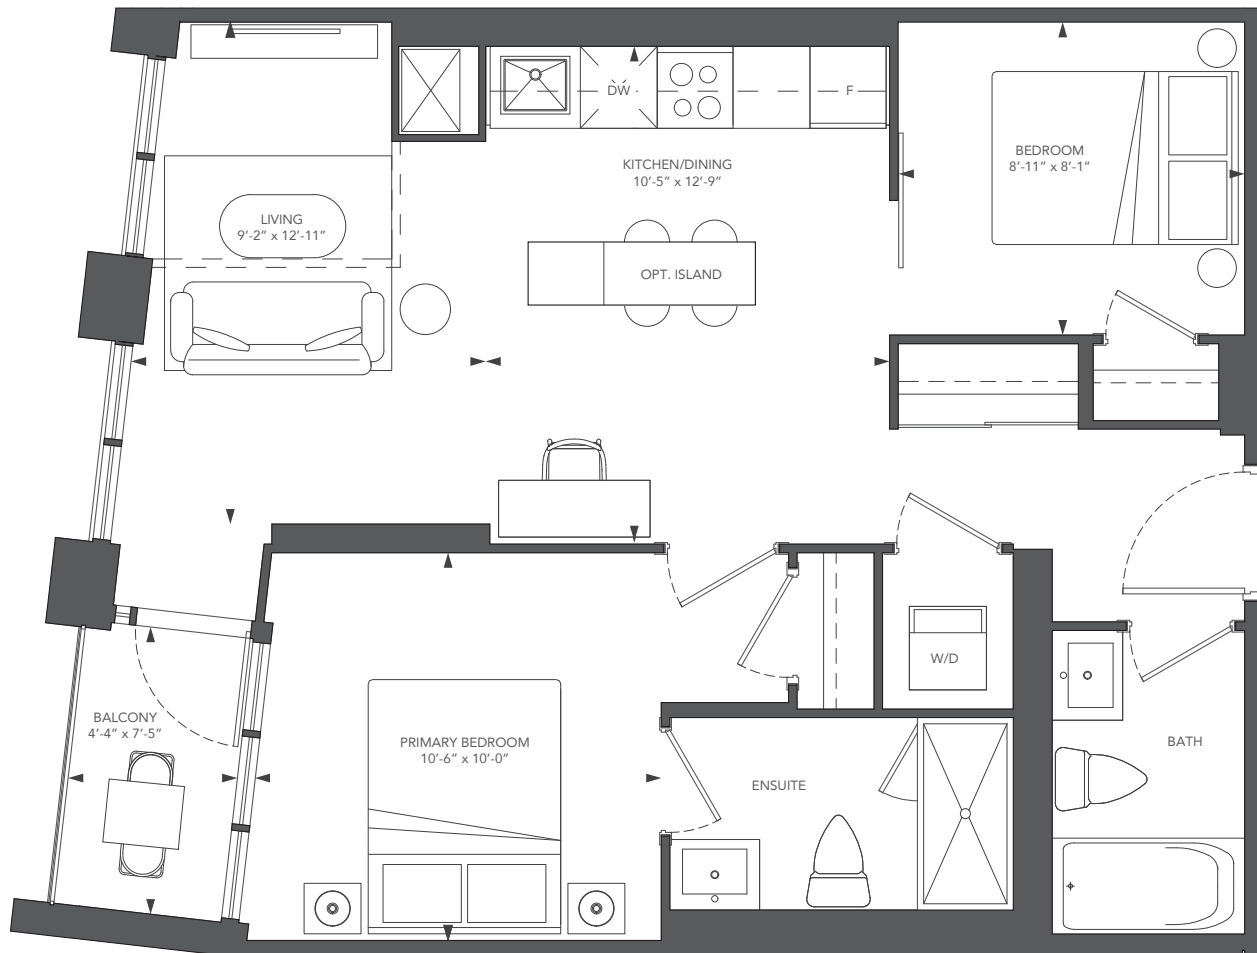 DW
F
KITCHEN/DINING
10'-5" x 12'-9"
BEDROOM
8'-11" x 8'-1"
LIVING
9'-2" x 12'-11"
OPT. ISLAND
W/D
BALCONY
4'-4" x 7'-5"
PRIMARY BEDROOM
10'-6" x 10'-0"
ENSUITE
BATH